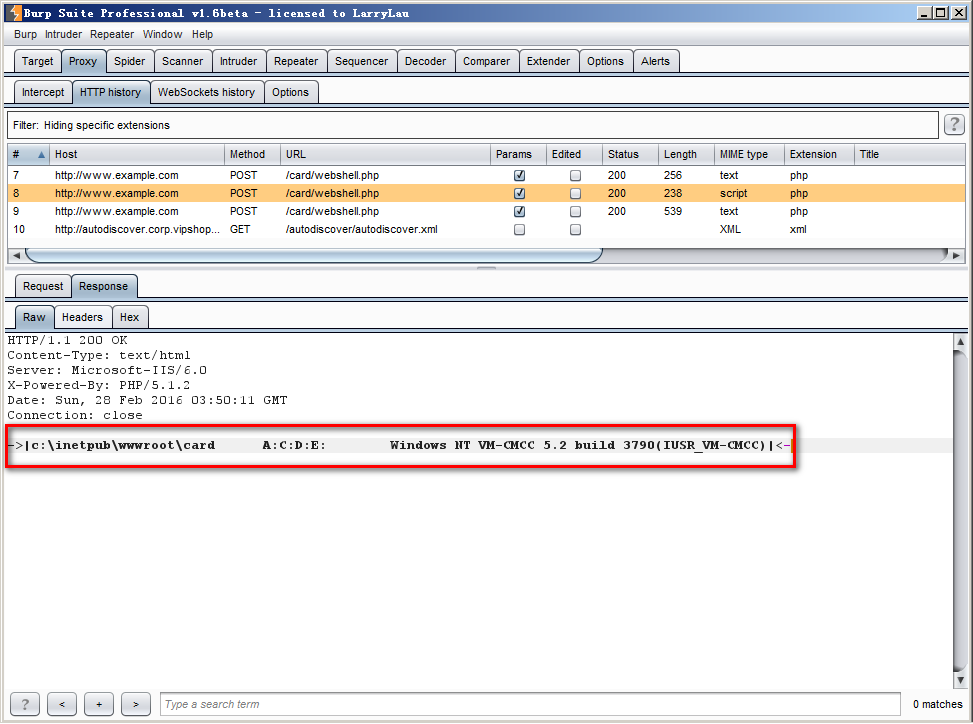 Burp Suite Professional v1.6beta - licensed to LarryLau
Burp Intruder Repeater Window Help
Target Proxy Spider Scanner Intruder Repeater Sequencer Decoder Comparer Extender Options Alerts
Intercept HTTP history WebSockets history Options
Filter: Hiding specific extensions ?
# Host Method URL Params Edited Status Length MIME type Extension Title
7 http://www.example.com POST /card/webshell.php 200 256 text php
8 http://www.example.com POST /card/webshell.php 200 238 script php
9 http://www.example.com POST /card/webshell.php 200 539 text php
10 http://autodiscover.corp.vipshop... GET /autodiscover/autodiscover.xml XML xml
Request Response
Raw Headers Hex
HTTP/1.1 200 OK
Content-Type: text/html
Server: Microsoft-IIS/6.0
X-Powered-By: PHP/5.1.2
Date: Sun, 28 Feb 2016 03:50:11 GMT
Connection: close
->|c:\inetpub\wwwroot\card A:C:D:E: Windows NT VM-CMCC 5.2 build 3790(IUSR_VM-CMCC)|<-
? < + > Type a search term 0 matches